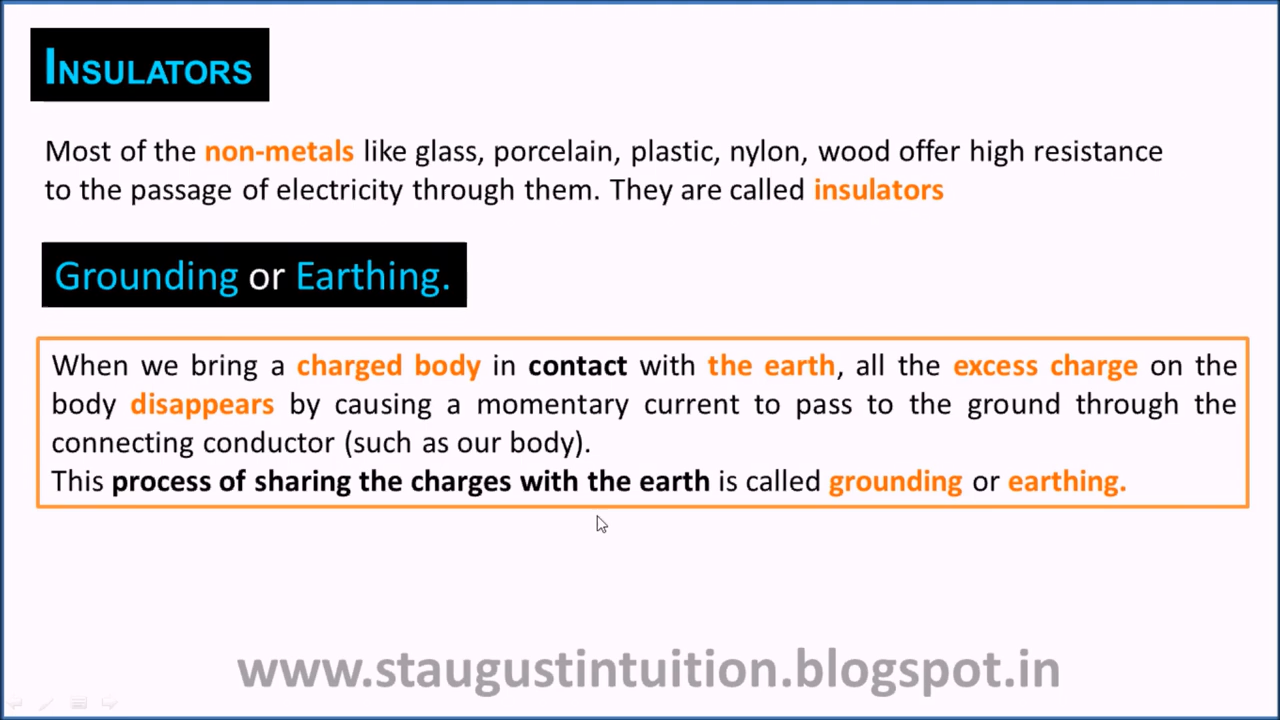 INSULATORS
Most of the non-metals like glass, porcelain, plastic, nylon, wood offer high resistance
to the passage of electricity through them. They are called insulators
Grounding or Earthing.
When we bring a charged body in contact with the earth, all the excess charge on the
body disappears by causing a momentary current to pass to the ground through the
connecting conductor (such as our body).
This process of sharing the charges with the earth is called grounding or earthing.
www.staugustintuition.blogspot.in